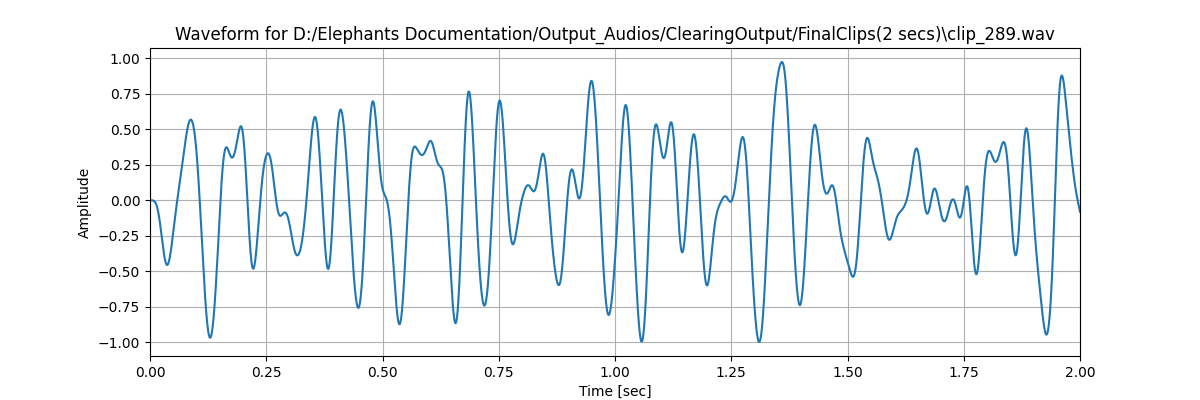 Waveform for D:/Elephants Documentation/Output_Audios/ClearingOutput/FinalClips(2 secs)\clip_289.wav
1.00
0.75
0.50
0.25
0.00
−0.25
−0.50
−0.75
−1.00
Amplitude
0.00 0.25 0.50 0.75 1.00 1.25 1.50 1.75 2.00
Time [sec]